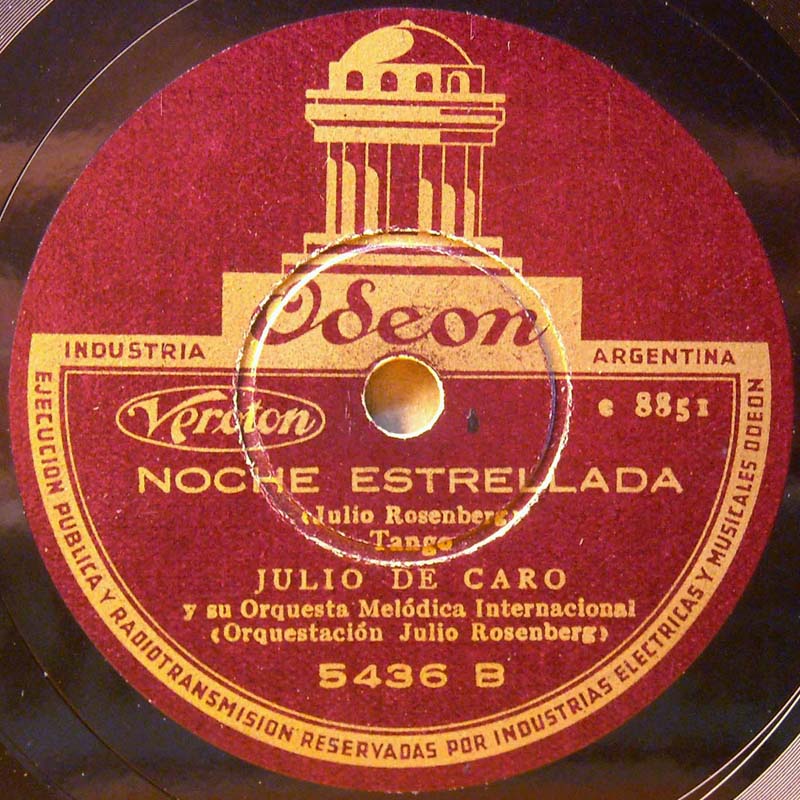 Odeon
INDUSTRIA ARGENTINA
Veroton
e 8851
NOCHE ESTRELLADA
(Julio Rosenberg)
Tango
JULIO DE CARO
y su Orquesta Melódica Internacional
(Orquestación Julio Rosenberg)
5436 B
EJECUCION PUBLICA Y RADIOTRANSMISION RESERVADAS POR INDUSTRIAS ELECTRICAS Y MUSICALES ODEON